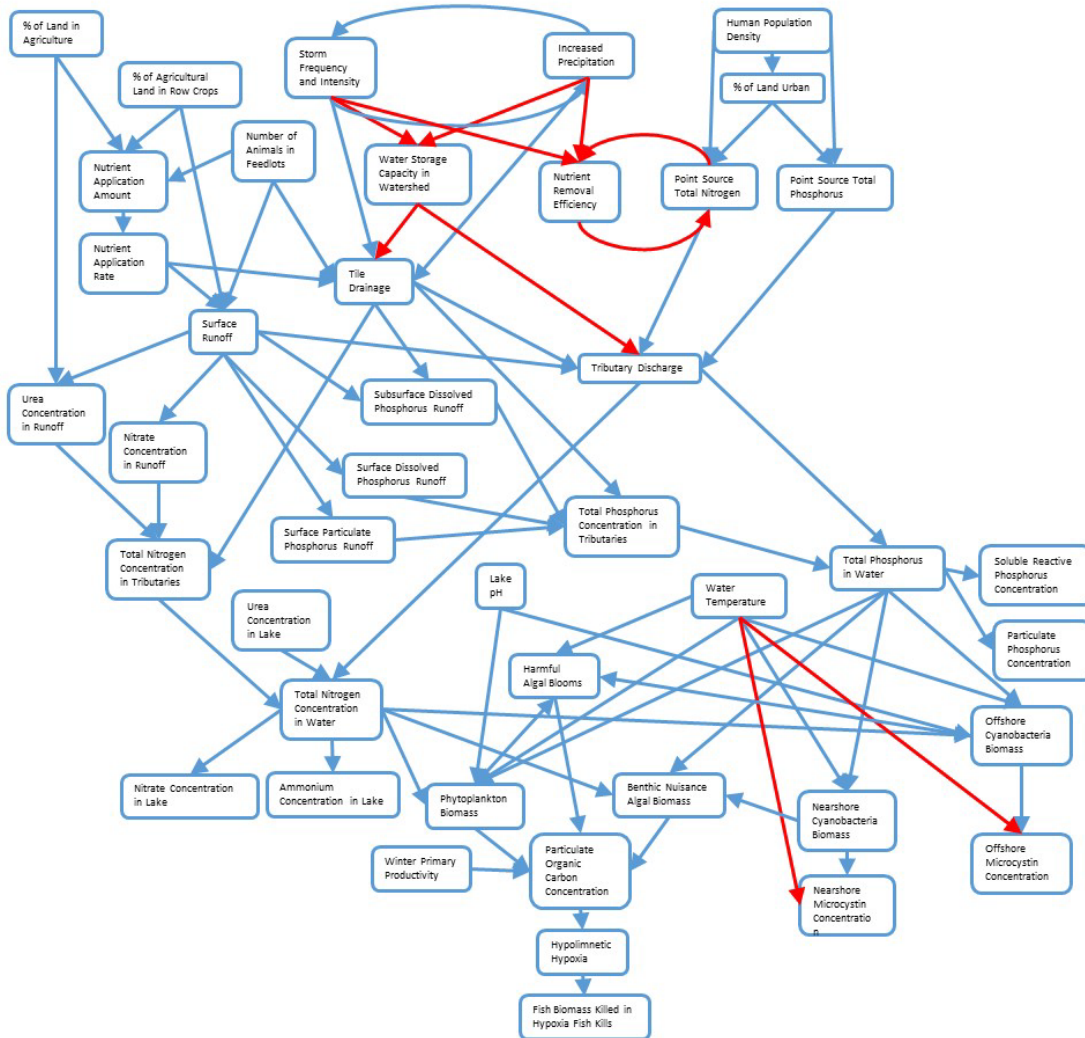 % of Land in
Agriculture
Storm
Frequency
and Intensity
Increased
Precipitation
Human Population
Density
% of Agricultural
Land in Row Crops
% of Land Urban
Number of
Animals in
Feedlots
Nutrient
Application
Amount
Water Storage
Capacity in
Watershed
Nutrient
Removal
Efficiency
Point Source
Total Nitrogen
Point Source Total
Phosphorus
Nutrient
Application
Rate
Tile
Drainage
Surface
Runoff
Tributary Discharge
Urea
Concentration
in Runoff
Subsurface Dissolved
Phosphorus Runoff
Nitrate
Concentration
in Runoff
Surface Dissolved
Phosphorus Runoff
Surface Particulate
Phosphorus Runoff
Total Phosphorus
Concentration in
Tributaries
Total Nitrogen
Concentration
in Tributaries
Total Phosphorus
in Water
Soluble Reactive
Phosphorus
Concentration
Lake
pH
Water
Temperature
Urea
Concentration
in Lake
Particulate
Phosphorus
Concentration
Harmful
Algal Blooms
Total Nitrogen
Concentration
in Water
Offshore
Cyanobacteria
Biomass
Nitrate Concentration
in Lake
Ammonium
Concentration in Lake
Phytoplankton
Biomass
Benthic Nuisance
Algal Biomass
Nearshore
Cyanobacteria
Biomass
Winter Primary
Productivity
Particulate
Organic
Carbon
Concentration
Offshore
Microcystin
Concentration
Nearshore
Microcystin
Concentratio
n
Hypolimnetic
Hypoxia
Fish Biomass Killed in
Hypoxia Fish Kills